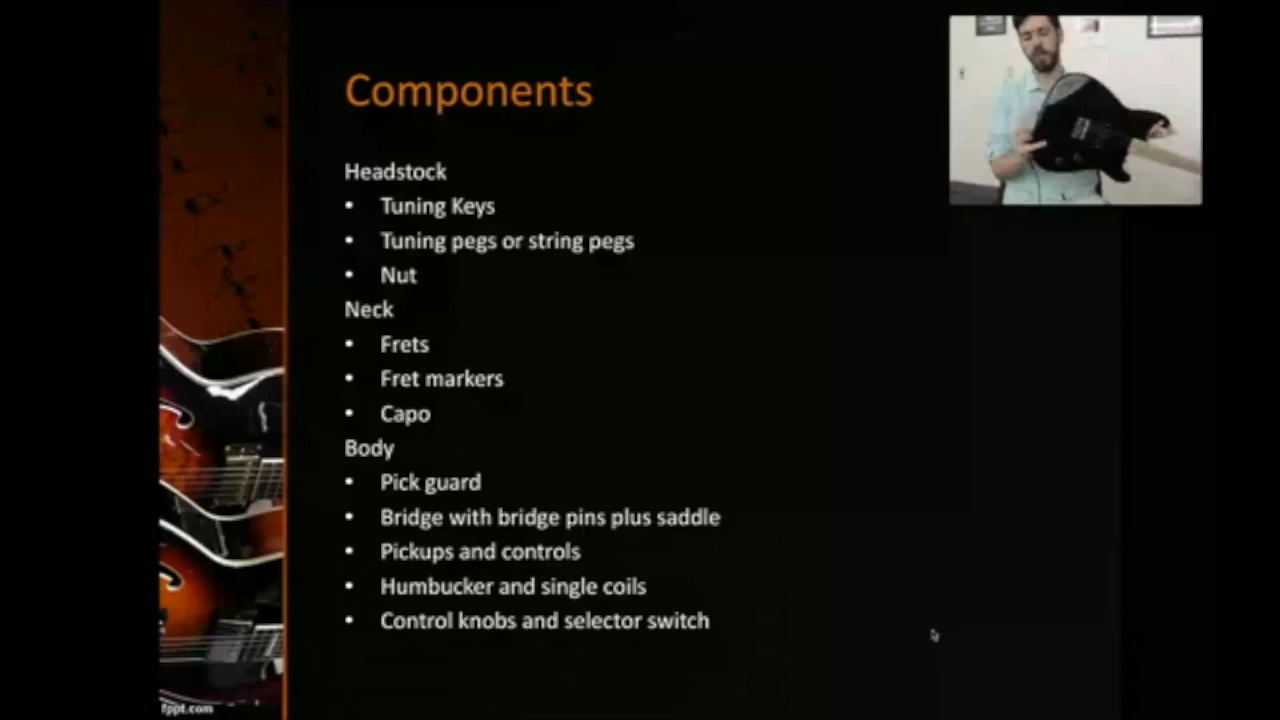 Components
Headstock
• Tuning Keys
• Tuning pegs or string pegs
• Nut
Neck
• Frets
• Fret markers
• Capo
Body
• Pick guard
• Bridge with bridge pins plus saddle
• Pickups and controls
• Humbucker and single coils
• Control knobs and selector switch
fppt.com